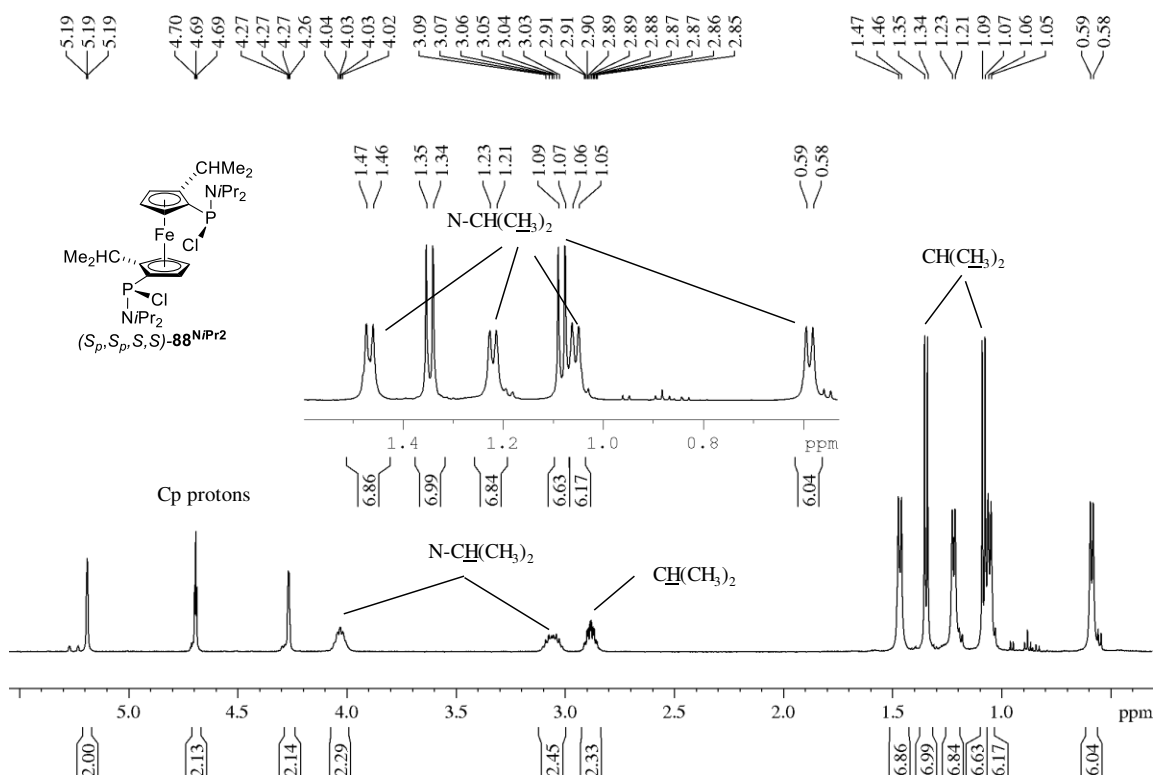 5.19 5.19 5.19 4.70 4.69 4.69 4.27 4.27 4.27 4.26 4.04 4.03 4.03 4.02 3.09 3.07 3.06 3.05 3.04 3.03 2.91 2.91 2.90 2.89 2.89 2.88 2.87 2.87 2.86 2.85 1.47 1.46 1.35 1.34 1.23 1.21 1.09 1.07 1.06 1.05 0.59 0.58
1.47 1.46 1.35 1.34 1.23 1.21 1.09 1.07 1.06 1.05 0.59 0.58
CHMe2
NiPr2
P
Cl
Fe
Me2HC
P
Cl
NiPr2
(Sp,Sp,S,S)-88NiPr2
N-CH(CH3)2
CH(CH3)2
1.4 1.2 1.0 0.8 ppm
6.86 6.99 6.84 6.63 6.17 6.04
Cp protons
N-CH(CH3)2
CH(CH3)2
5.0 4.5 4.0 3.5 3.0 2.5 2.0 1.5 1.0 ppm
2.00 2.13 2.14 2.29 2.45 2.33 6.86 6.99 6.84 6.63 6.17 6.04